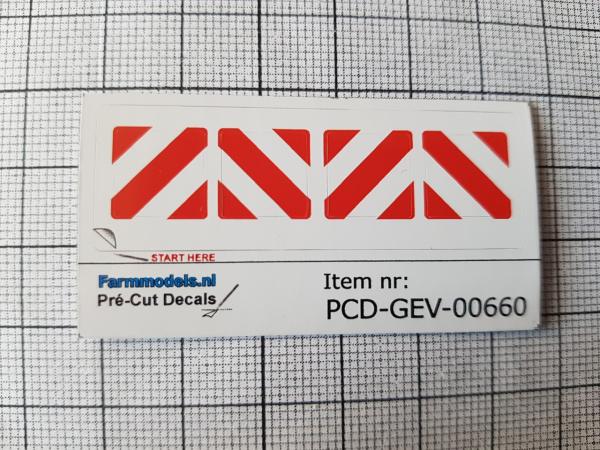 START HERE
Farmmodels.nl
Pré-Cut Decals
Item nr:
PCD-GEV-00660